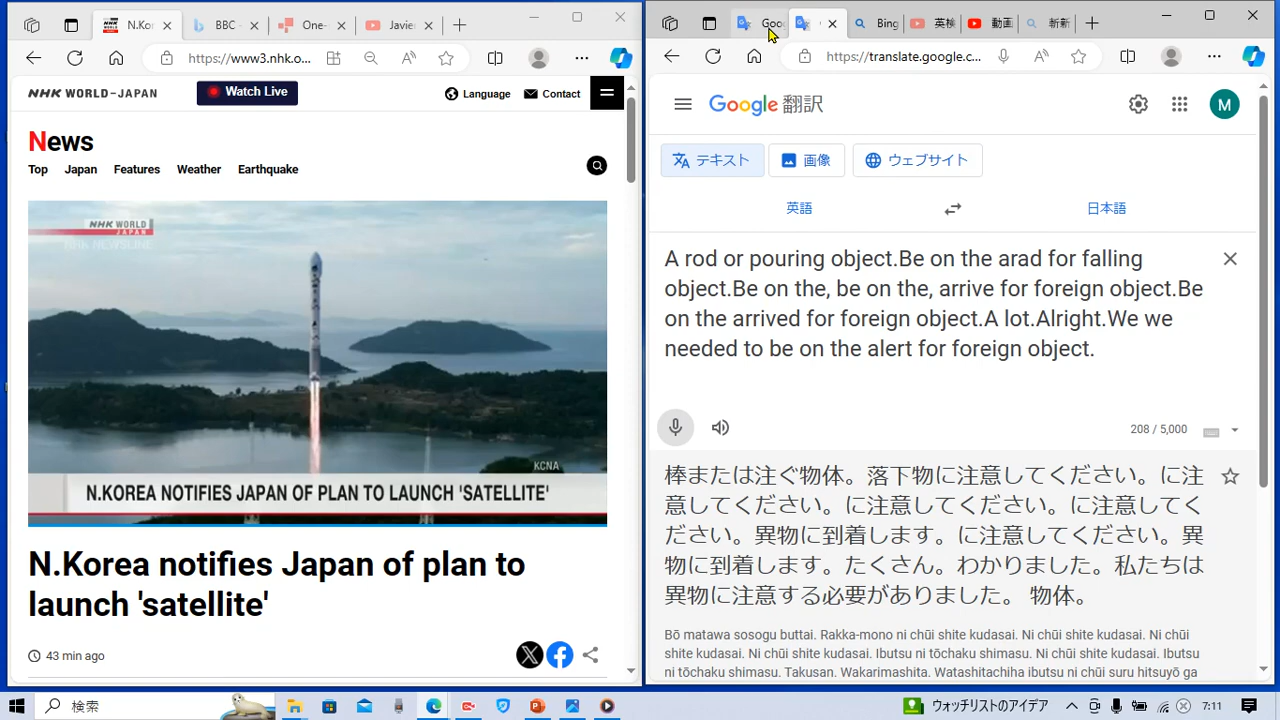 N.Ko
BBC -
One-
Javie
https://www3.nhk.o...
NHK WORLD-JAPAN
Watch Live
Language
Contact
News
Top Japan Features Weather Earthquake
NHK WORLD
JAPAN
NHK NEWSLINE
KCNA
N.KOREA NOTIFIES JAPAN OF PLAN TO LAUNCH 'SATELLITE'
N.Korea notifies Japan of plan to
launch 'satellite'
43 min ago
Goo
Bing
英検
動画
斬新
https://translate.google.c...
Google 翻訳
M
テキスト
画像
ウェブサイト
英語
日本語
A rod or pouring object.Be on the arad for falling
object.Be on the, be on the, arrive for foreign object.Be
on the arrived for foreign object.A lot.Alright.We we
needed to be on the alert for foreign object.
208 / 5,000
棒または注ぐ物体。落下物に注意してください。に注
意してください。に注意してください。に注意してく
ださい。異物に到着します。に注意してください。異
物に到着します。たくさん。わかりました。私たちは
異物に注意する必要がありました。 物体。
Bō matawa sosogu buttai. Rakka-mono ni chūi shite kudasai. Ni chūi shite kudasai. Ni chūi
shite kudasai. Ni chūi shite kudasai. Ibutsu ni tōchaku shimasu. Ni chūi shite kudasai. Ibutsu
ni tōchaku shimasu. Takusan. Wakarimashita. Watashitachiha ibutsu ni chūi suru hitsuyō ga
検索
ウォッチリストのアイデア
7:11